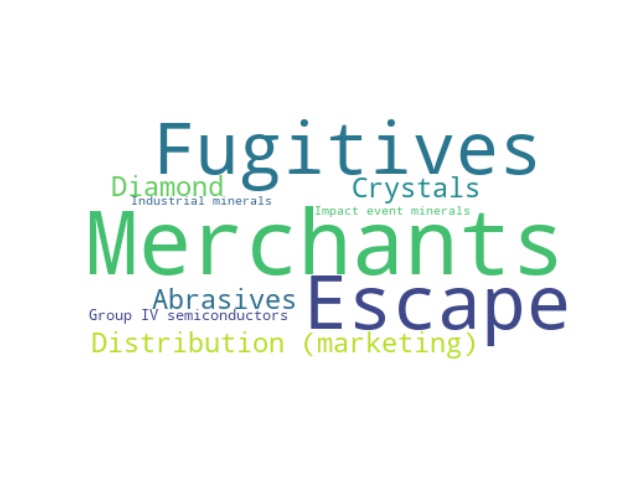 Fugitives
Diamond
Crystals
Industrial minerals
Impact event minerals
Merchants
Escape
Abrasives
Group IV semiconductors
Distribution (marketing)